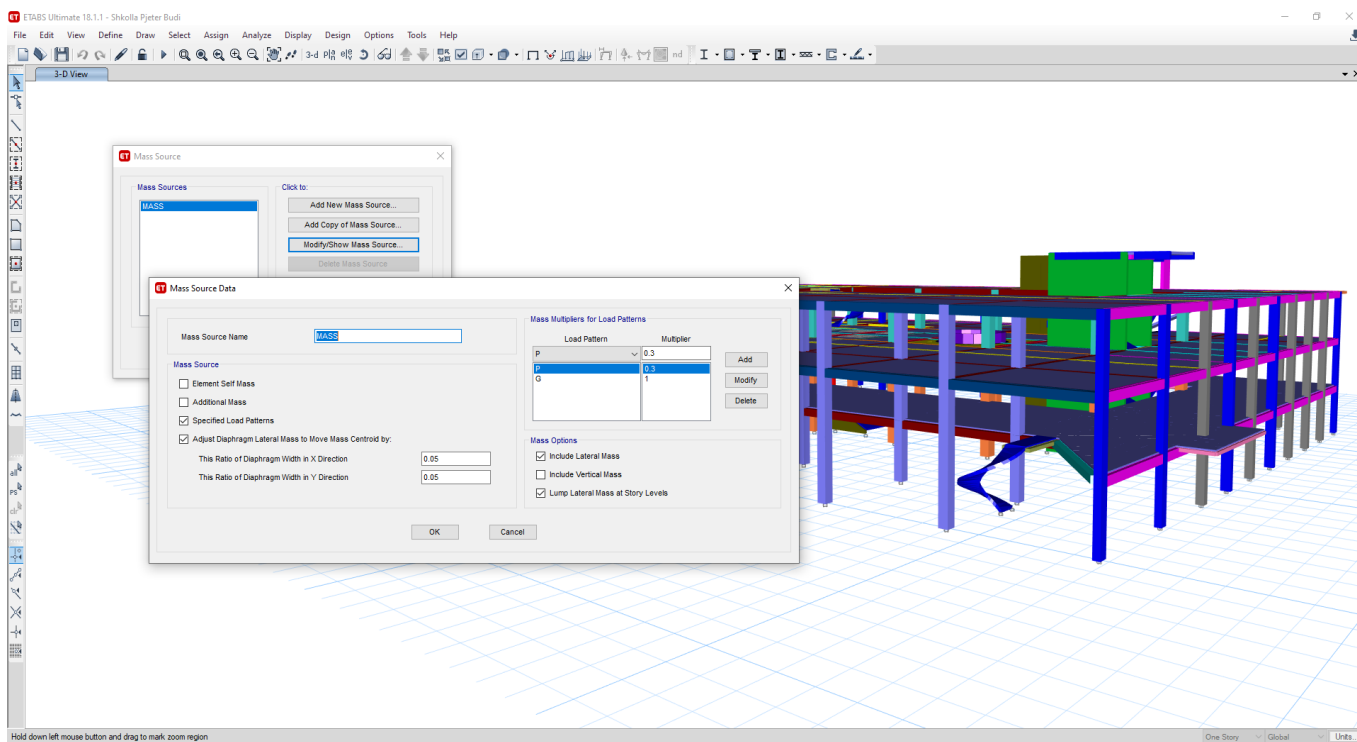 ET ETABS Ultimate 18.1.1 - Shkolla Pjeter Budi
File Edit View Define Draw Select Assign Analyze Display Design Options Tools Help
3-d
nd
3-D View
ET Mass Source
Mass Sources
MASS
Click to:
Add New Mass Source...
Add Copy of Mass Source...
Modify/Show Mass Source...
Delete Mass Source
ET Mass Source Data
Mass Source Name MASS
Mass Source
Element Self Mass
Additional Mass
Specified Load Patterns
Adjust Diaphragm Lateral Mass to Move Mass Centroid by:
This Ratio of Diaphragm Width in X Direction 0.05
This Ratio of Diaphragm Width in Y Direction 0.05
Mass Multipliers for Load Patterns
Load Pattern Multiplier
P 0.3 Add
P 0.3
G 1
Modify
Delete
Mass Options
Include Lateral Mass
Include Vertical Mass
Lump Lateral Mass at Story Levels
OK Cancel
Hold down left mouse button and drag to mark zoom region
One Story Global Units...